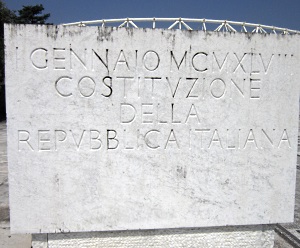 I GENNAIO MCMXLVIII
COSTITVZIONE
DELLA
REPVBBLICA ITALIANA